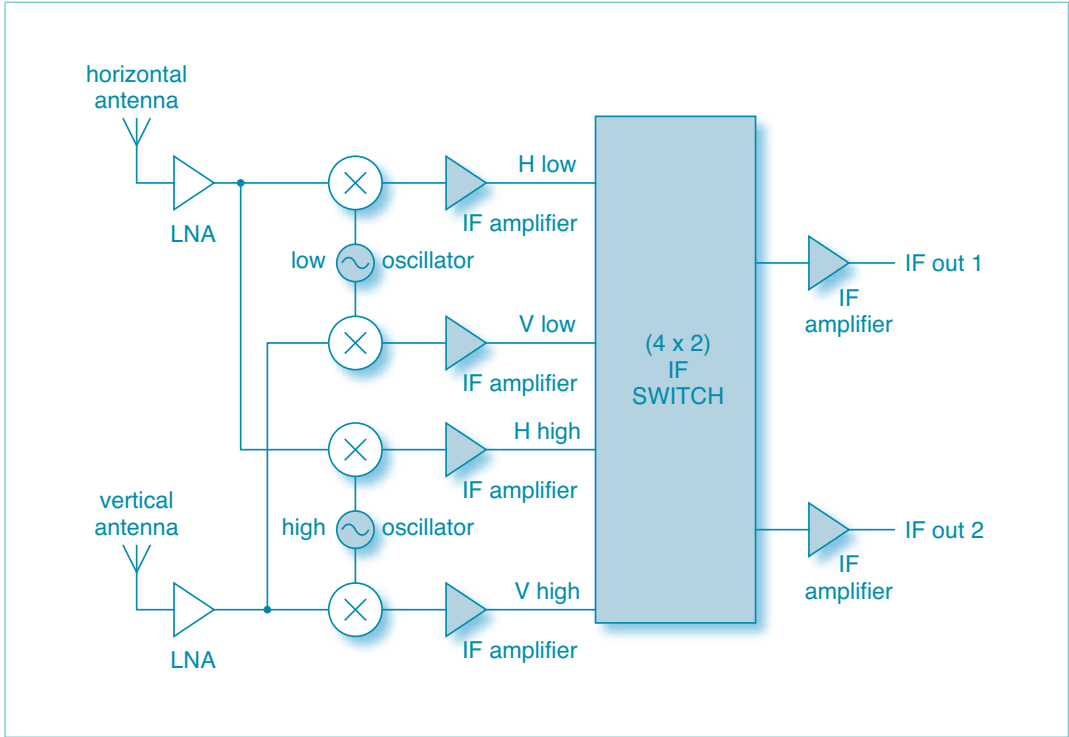 horizontal
antenna
LNA
H low
IF amplifier
low
oscillator
V low
IF amplifier
H high
IF amplifier
vertical
antenna
high
oscillator
V high
IF amplifier
LNA
(4 x 2)
IF
SWITCH
IF out 1
IF
amplifier
IF out 2
IF
amplifier